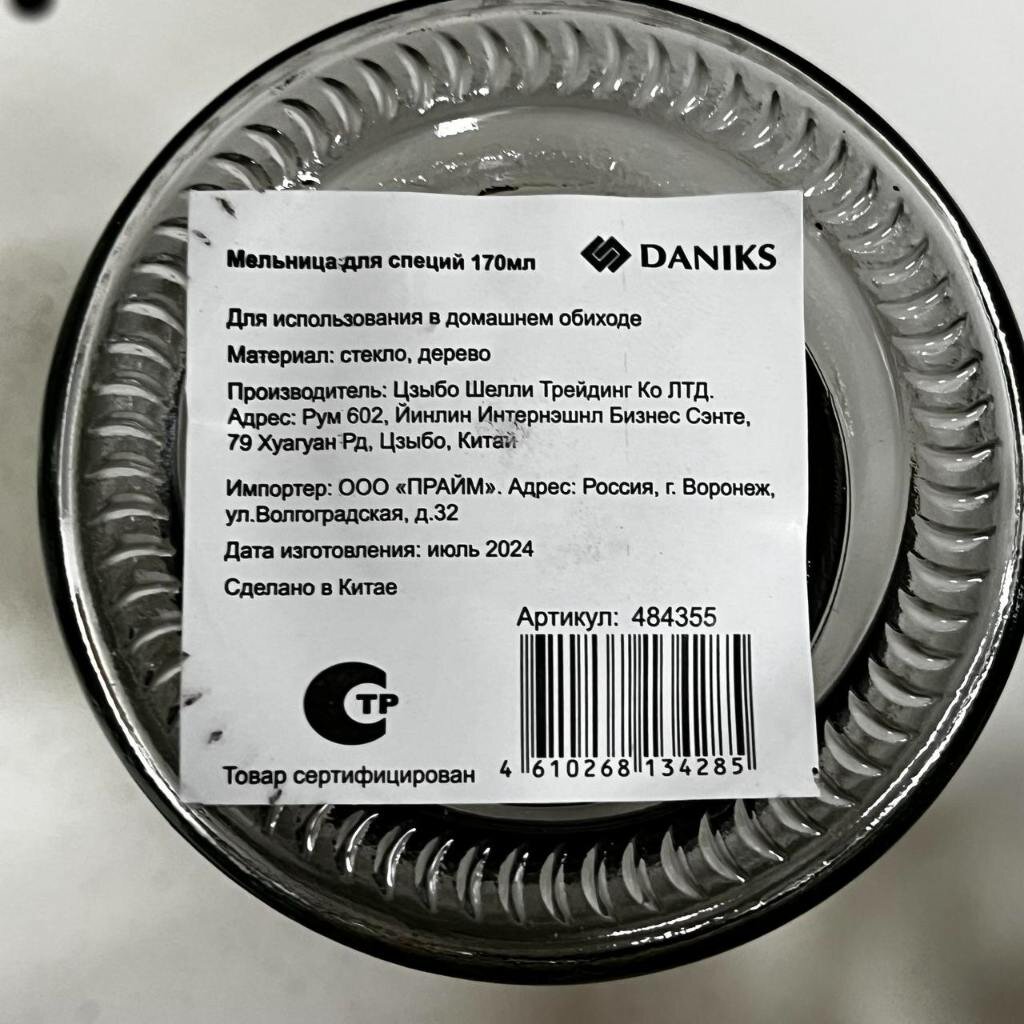 Мельница для специй 170мл
DANIKS
Для использования в домашнем обиходе
Материал: стекло, дерево
Производитель: Цзыбо Шелли Трейдинг Ко ЛТД.
Адрес: Рум 602, Йинлин Интернэшнл Бизнес Сэнте,
79 Хуагуан Рд, Цзыбо, Китай
Импортер: ООО «ПРАЙМ». Адрес: Россия, г. Воронеж,
ул.Волгоградская, д.32
Дата изготовления: июль 2024
Сделано в Китае
Артикул: 484355
СТР
Товар сертифицирован
4 610268 134285